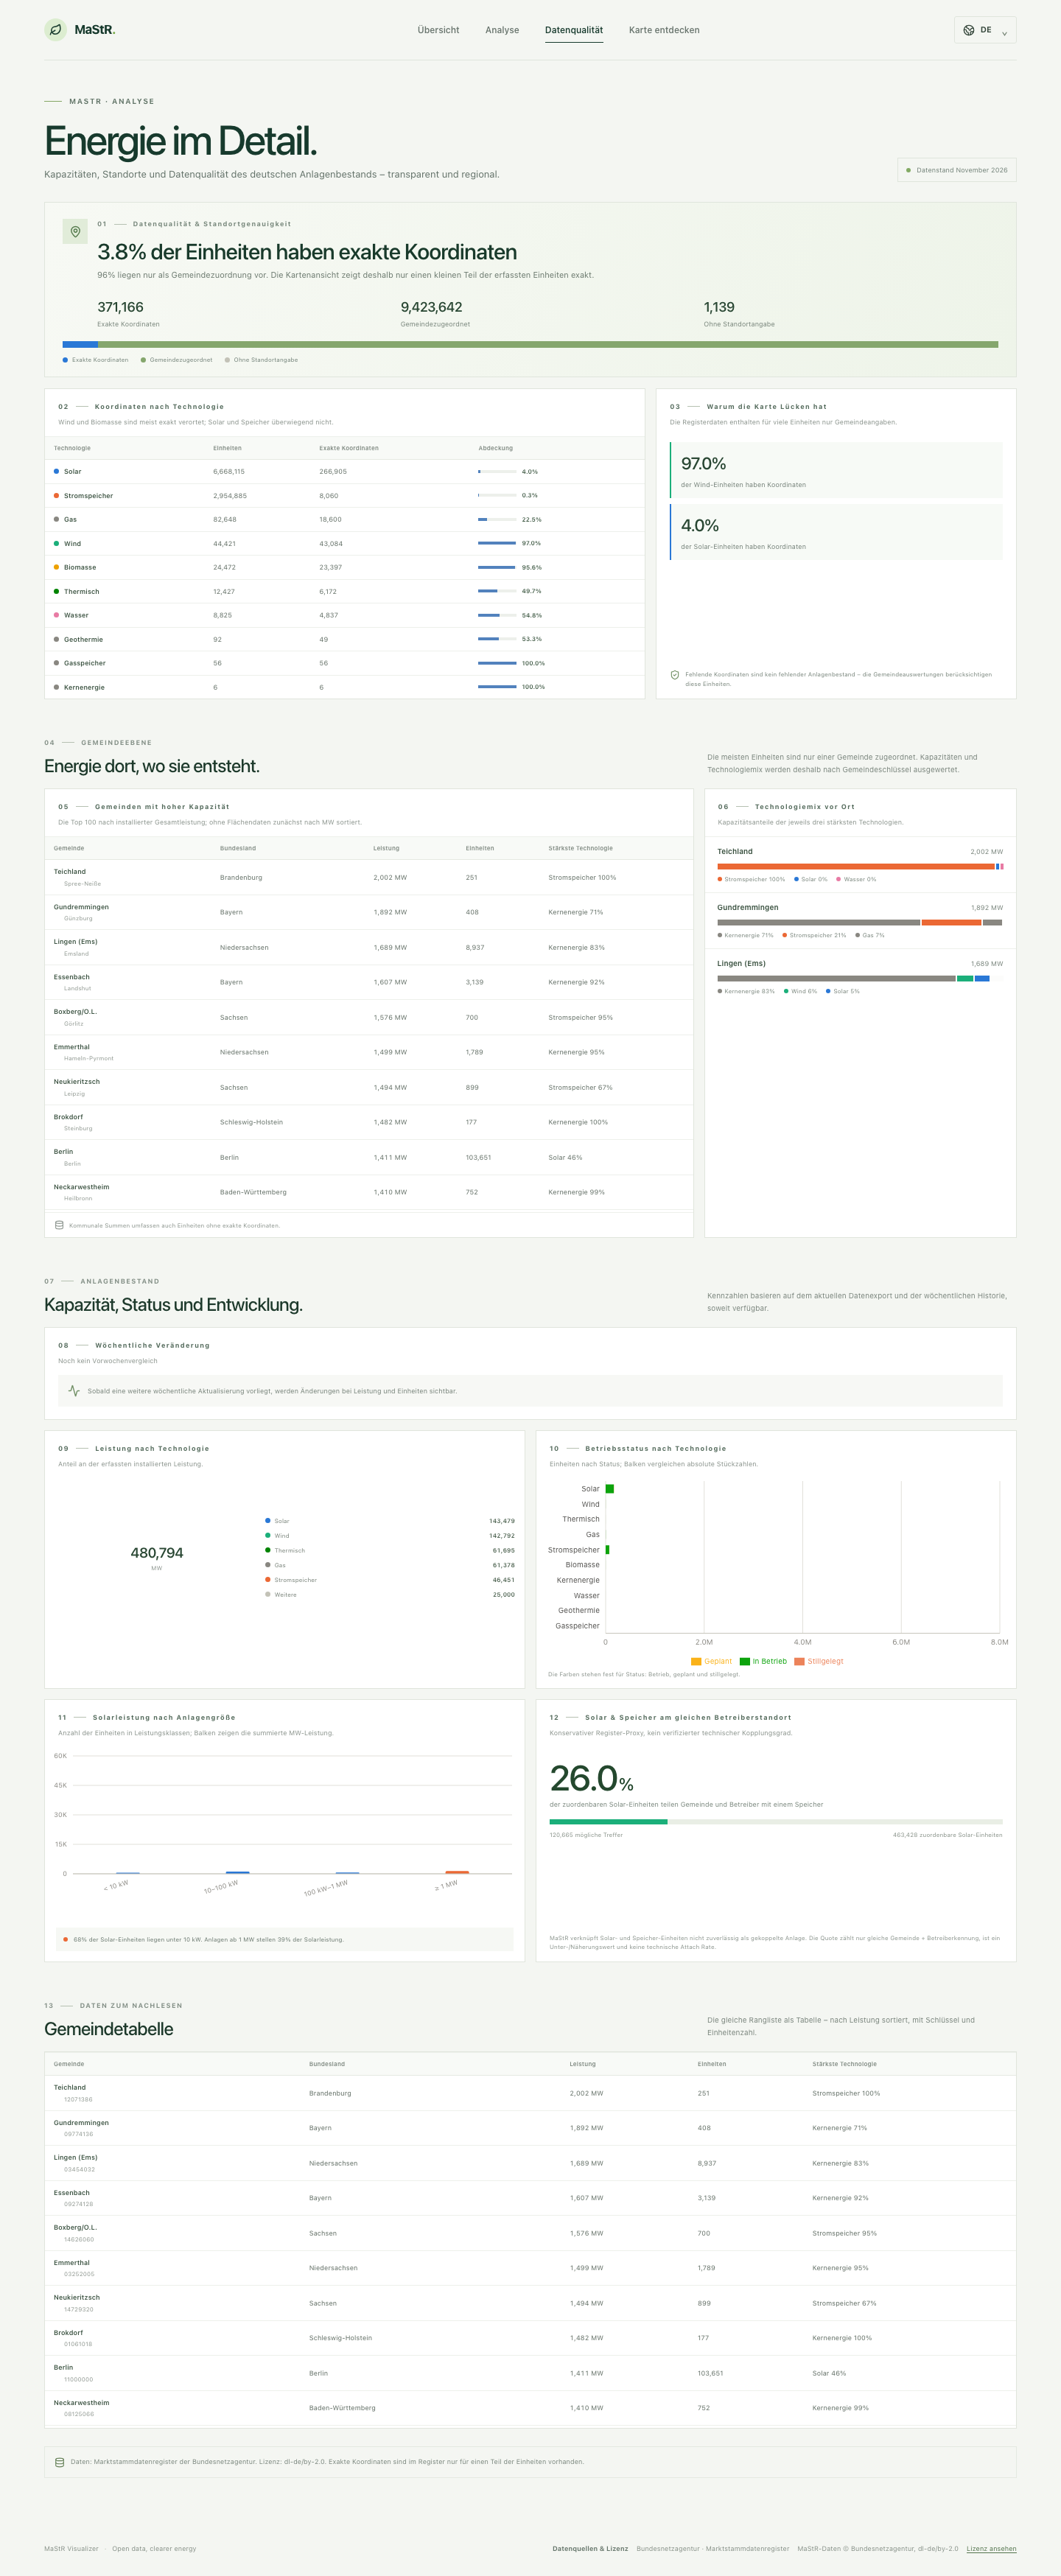 MaStR.
Übersicht Analyse Datenqualität Karte entdecken
DE
MASTR · ANALYSE
Energie im Detail.
Kapazitäten, Standorte und Datenqualität des deutschen Anlagenbestands – transparent und regional.
Datenstand November 2026
01 Datenqualität & Standortgenauigkeit
3.8% der Einheiten haben exakte Koordinaten
96% liegen nur als Gemeindezuordnung vor. Die Kartenansicht zeigt deshalb nur einen kleinen Teil der erfassten Einheiten exakt.
371,166 9,423,642 1,139
Exakte Koordinaten Gemeindezugeordnet Ohne Standortangabe
Exakte Koordinaten Gemeindezugeordnet Ohne Standortangabe
02 Koordinaten nach Technologie
Wind und Biomasse sind meist exakt verortet; Solar und Speicher überwiegend nicht.
Technologie Einheiten Exakte Koordinaten Abdeckung
Solar 6,668,115 266,905 4.0%
Stromspeicher 2,954,885 8,060 0.3%
Gas 82,648 18,600 22.5%
Wind 44,421 43,084 97.0%
Biomasse 24,472 23,397 95.6%
Thermisch 12,427 6,172 49.7%
Wasser 8,825 4,837 54.8%
Geothermie 92 49 53.3%
Gasspeicher 56 56 100.0%
Kernenergie 6 6 100.0%
03 Warum die Karte Lücken hat
Die Registerdaten enthalten für viele Einheiten nur Gemeindeangaben.
97.0%
der Wind-Einheiten haben Koordinaten
4.0%
der Solar-Einheiten haben Koordinaten
Fehlende Koordinaten sind kein fehlender Anlagenbestand – die Gemeindeauswertungen berücksichtigen
diese Einheiten.
04 GEMEINDEEBENE
Energie dort, wo sie entsteht.
Die meisten Einheiten sind nur einer Gemeinde zugeordnet. Kapazitäten und
Technologiemix werden deshalb nach Gemeindeschlüssel ausgewertet.
05 Gemeinden mit hoher Kapazität
Die Top 100 nach installierter Gesamtleistung; ohne Flächendaten zunächst nach MW sortiert.
Gemeinde Bundesland Leistung Einheiten Stärkste Technologie
Teichland
Spree-Neiße
Brandenburg 2,002 MW 251 Stromspeicher 100%
Gundremmingen
Günzburg
Bayern 1,892 MW 408 Kernenergie 71%
Lingen (Ems)
Emsland
Niedersachsen 1,689 MW 8,937 Kernenergie 83%
Essenbach
Landshut
Bayern 1,607 MW 3,139 Kernenergie 92%
Boxberg/O.L.
Görlitz
Sachsen 1,576 MW 700 Stromspeicher 95%
Emmerthal
Hameln-Pyrmont
Niedersachsen 1,499 MW 1,789 Kernenergie 95%
Neukieritzsch
Leipzig
Sachsen 1,494 MW 899 Stromspeicher 67%
Brokdorf
Steinburg
Schleswig-Holstein 1,482 MW 177 Kernenergie 100%
Berlin
Berlin
Berlin 1,411 MW 103,651 Solar 46%
Neckarwestheim
Heilbronn
Baden-Württemberg 1,410 MW 752 Kernenergie 99%
Kommunale Summen umfassen auch Einheiten ohne exakte Koordinaten.
06 Technologiemix vor Ort
Kapazitätsanteile der jeweils drei stärksten Technologien.
Teichland 2,002 MW
Stromspeicher 100% Solar 0% Wasser 0%
Gundremmingen 1,892 MW
Kernenergie 71% Stromspeicher 21% Gas 7%
Lingen (Ems) 1,689 MW
Kernenergie 83% Wind 6% Solar 5%
07 ANLAGENBESTAND
Kapazität, Status und Entwicklung.
Kennzahlen basieren auf dem aktuellen Datenexport und der wöchentlichen Historie,
soweit verfügbar.
08 Wöchentliche Veränderung
Noch kein Vorwochenvergleich
Sobald eine weitere wöchentliche Aktualisierung vorliegt, werden Änderungen bei Leistung und Einheiten sichtbar.
09 Leistung nach Technologie
Anteil an der erfassten installierten Leistung.
480,794
MW
Solar 143,479
Wind 142,792
Thermisch 61,695
Gas 61,378
Stromspeicher 46,451
Weitere 25,000
10 Betriebsstatus nach Technologie
Einheiten nach Status; Balken vergleichen absolute Stückzahlen.
Solar
Wind
Thermisch
Gas
Stromspeicher
Biomasse
Kernenergie
Wasser
Geothermie
Gasspeicher
0 2.0M 4.0M 6.0M 8.0M
Geplant In Betrieb Stillgelegt
Die Farben stehen fest für Status: Betrieb, geplant und stillgelegt.
11 Solarleistung nach Anlagengröße
Anzahl der Einheiten in Leistungsklassen; Balken zeigen die summierte MW-Leistung.
60K
45K
30K
15K
0
< 10 kW 10–100 kW 100 kW–1 MW ≥ 1 MW
68% der Solar-Einheiten liegen unter 10 kW. Anlagen ab 1 MW stellen 39% der Solarleistung.
12 Solar & Speicher am gleichen Betreiberstandort
Konservativer Register-Proxy, kein verifizierter technischer Kopplungsgrad.
26.0%
der zuordenbaren Solar-Einheiten teilen Gemeinde und Betreiber mit einem Speicher
120,665 mögliche Treffer 463,428 zuordenbare Solar-Einheiten
MaStR verknüpft Solar- und Speicher-Einheiten nicht zuverlässig als gekoppelte Anlage. Die Quote zählt nur gleiche Gemeinde + Betreiberkennung, ist ein
Unter-/Näherungswert und keine technische Attach Rate.
13 DATEN ZUM NACHLESEN
Gemeindetabelle
Die gleiche Rangliste als Tabelle – nach Leistung sortiert, mit Schlüssel und
Einheitenzahl.
Gemeinde Bundesland Leistung Einheiten Stärkste Technologie
Teichland
12071386
Brandenburg 2,002 MW 251 Stromspeicher 100%
Gundremmingen
09774136
Bayern 1,892 MW 408 Kernenergie 71%
Lingen (Ems)
03454032
Niedersachsen 1,689 MW 8,937 Kernenergie 83%
Essenbach
09274128
Bayern 1,607 MW 3,139 Kernenergie 92%
Boxberg/O.L.
14626060
Sachsen 1,576 MW 700 Stromspeicher 95%
Emmerthal
03252005
Niedersachsen 1,499 MW 1,789 Kernenergie 95%
Neukieritzsch
14729320
Sachsen 1,494 MW 899 Stromspeicher 67%
Brokdorf
01061018
Schleswig-Holstein 1,482 MW 177 Kernenergie 100%
Berlin
11000000
Berlin 1,411 MW 103,651 Solar 46%
Neckarwestheim
08125066
Baden-Württemberg 1,410 MW 752 Kernenergie 99%
Daten: Marktstammdatenregister der Bundesnetzagentur. Lizenz: dl-de/by-2.0. Exakte Koordinaten sind im Register nur für einen Teil der Einheiten vorhanden.
MaStR Visualizer · Open data, clearer energy
Datenquellen & Lizenz Bundesnetzagentur · Marktstammdatenregister MaStR-Daten © Bundesnetzagentur, dl-de/by-2.0 Lizenz ansehen